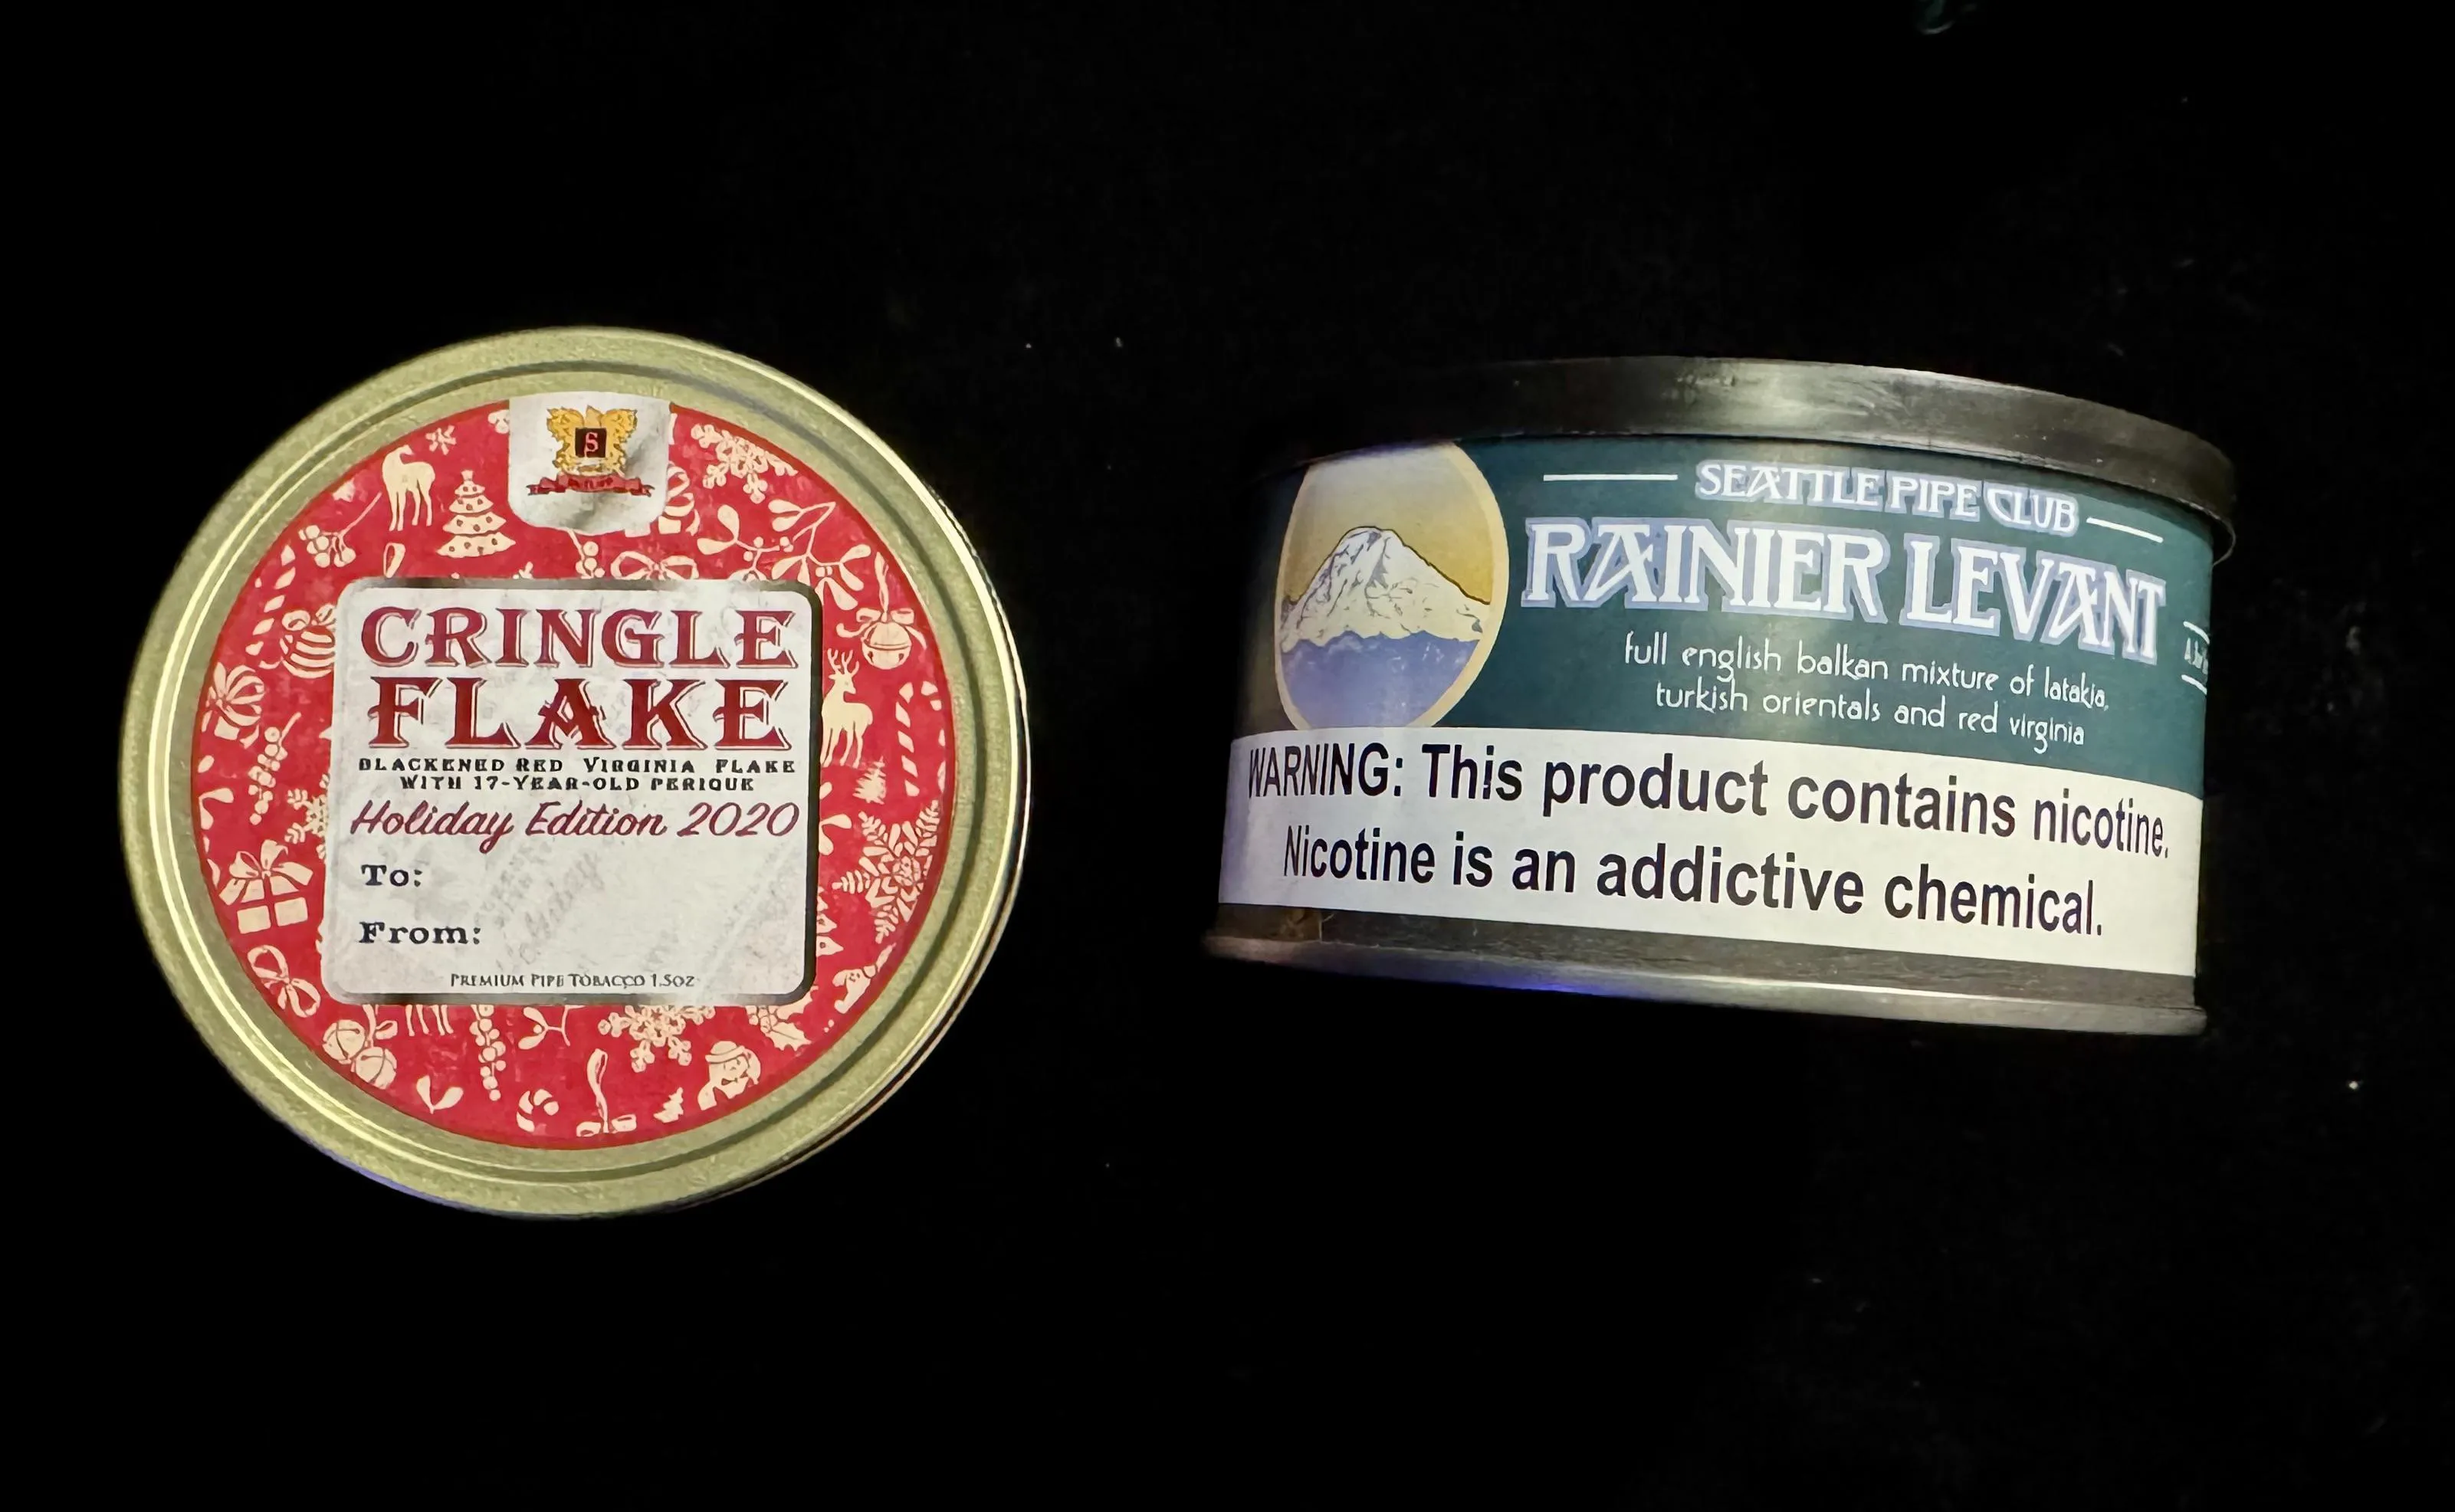 S
CRINGLE
FLAKE
BLACKENED RED VIRGINIA FLAKE
WITH 17-YEAR-OLD PERIQUE
Holiday Edition 2020
To:
From:
PREMIUM PIPE TOBACCO 1.5OZ
SEATTLE PIPE CLUB
RAINIER LEVANT
full english balkan mixture of latakia,
turkish orientals and red virginia
WARNING: This product contains nicotine.
Nicotine is an addictive chemical.